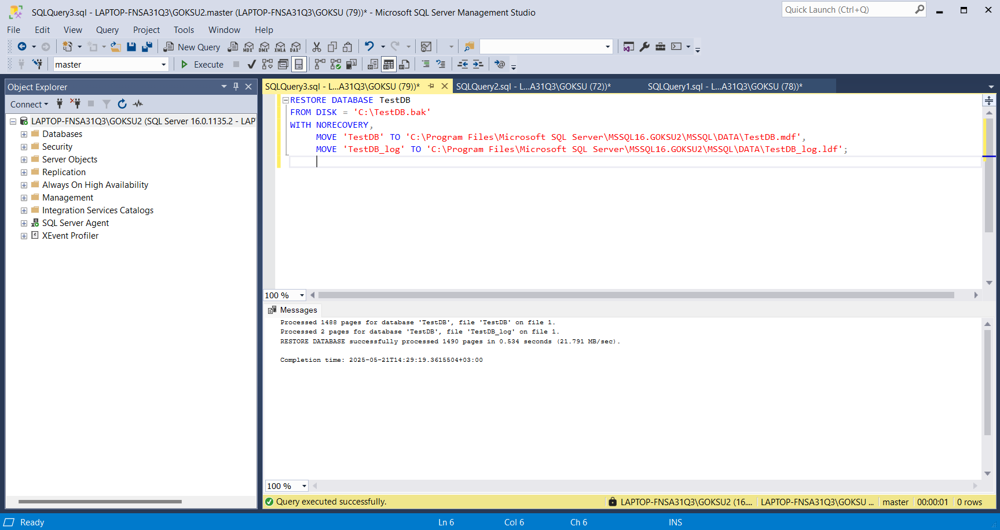 SQLQuery3.sql - LAPTOP-FNSA31Q3\GOKSU2.master (LAPTOP-FNSA31Q3\GOKSU (79))* - Microsoft SQL Server Management Studio
Quick Launch (Ctrl+Q)
File Edit View Query Project Tools Window Help
New Query MDX DMX XMLA DAX
master Execute
Object Explorer
Connect
LAPTOP-FNSA31Q3\GOKSU2 (SQL Server 16.0.1135.2 - LAP
Databases
Security
Server Objects
Replication
Always On High Availability
Management
Integration Services Catalogs
SQL Server Agent
XEvent Profiler
SQLQuery3.sql - L...A31Q3\GOKSU (79))* SQLQuery2.sql - L...A31Q3\GOKSU (72))* SQLQuery1.sql - L...A31Q3\GOKSU (78))*
RESTORE DATABASE TestDB
FROM DISK = 'C:\TestDB.bak'
WITH NORECOVERY,
MOVE 'TestDB' TO 'C:\Program Files\Microsoft SQL Server\MSSQL16.GOKSU2\MSSQL\DATA\TestDB.mdf',
MOVE 'TestDB_log' TO 'C:\Program Files\Microsoft SQL Server\MSSQL16.GOKSU2\MSSQL\DATA\TestDB_log.ldf';
100 %
Messages
Processed 1488 pages for database 'TestDB', file 'TestDB' on file 1.
Processed 2 pages for database 'TestDB', file 'TestDB_log' on file 1.
RESTORE DATABASE successfully processed 1490 pages in 0.534 seconds (21.791 MB/sec).
Completion time: 2025-05-21T14:29:19.3615504+03:00
100 %
Query executed successfully. LAPTOP-FNSA31Q3\GOKSU2 (16.... LAPTOP-FNSA31Q3\GOKSU ... master 00:00:01 0 rows
Ready Ln 6 Col 6 Ch 6 INS